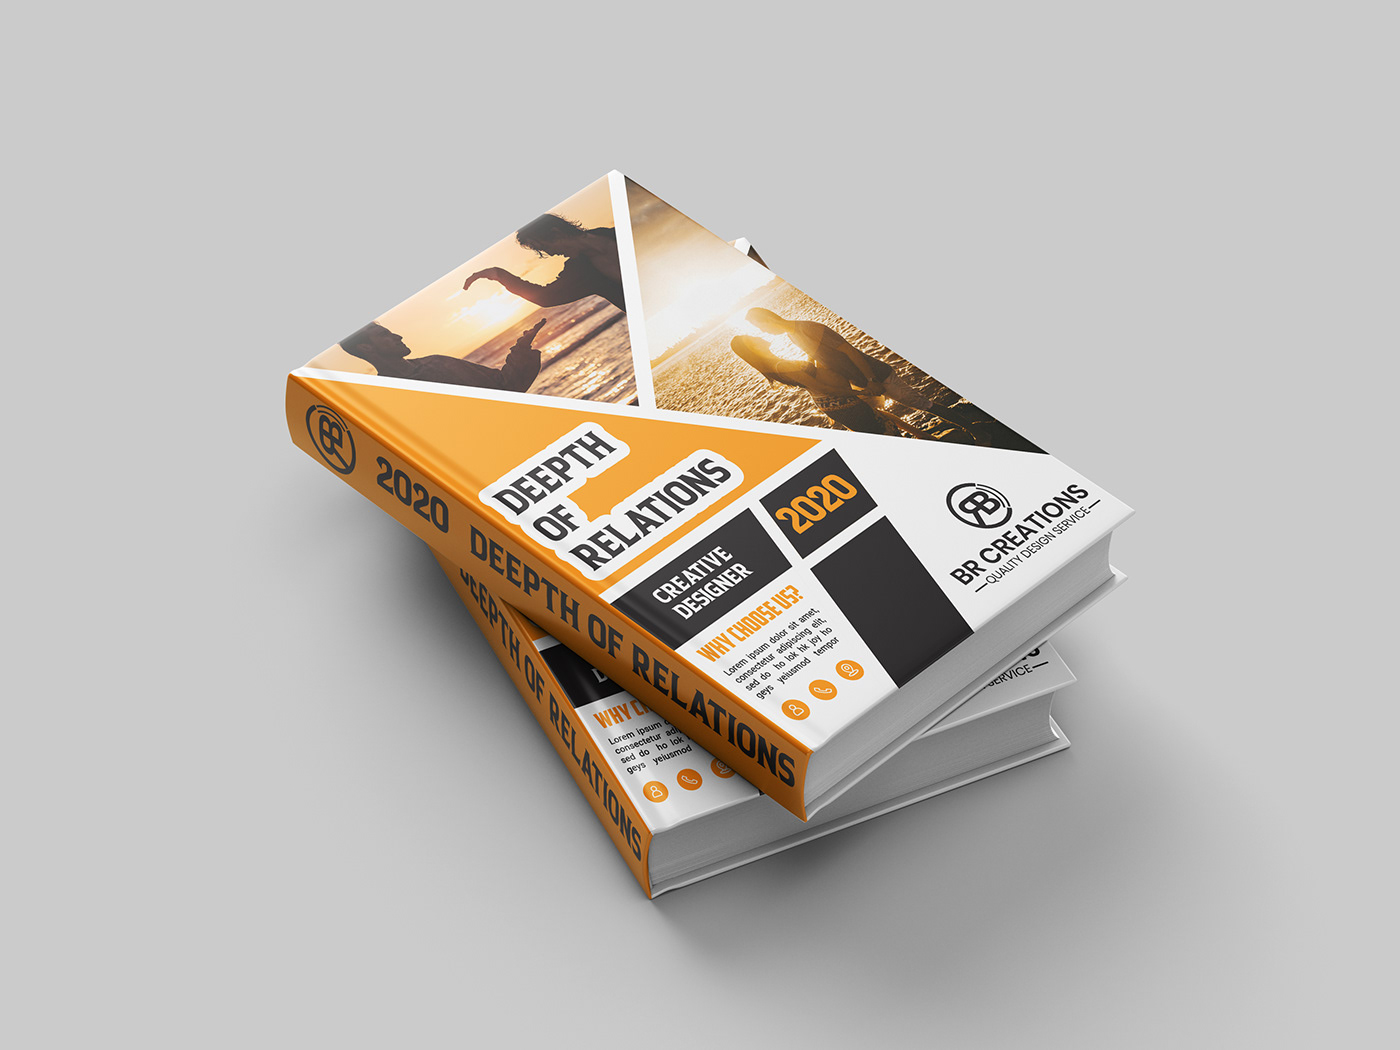 DEEPTH
OF
RELATIONS
2020
CREATIVE
DESIGNER
WHY CHOOSE US?
Lorem ipsum dolor sit amet,
consectetur adipiscing elit,
sed do ho lok hk joy ho
geys yeiusmod tempor
BR CREATIONS
QUALITY DESIGN SERVICE
2020 DEEPTH OF RELATIONS
DEEPTH OF RELATIONS
WHY
Lorem ipsum
consectetur
sed do ho lok
geys yeiusmod
SERVICE